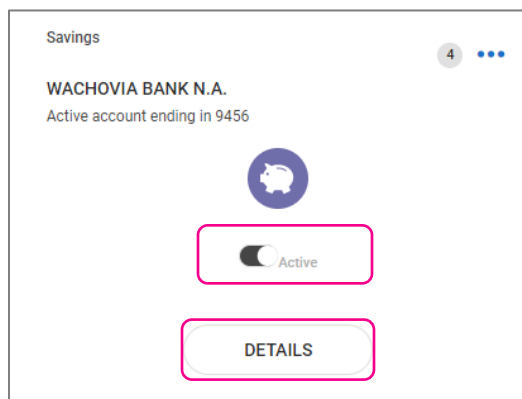 Savings
4
WACHOVIA BANK N.A.
Active account ending in 9456
Active
DETAILS